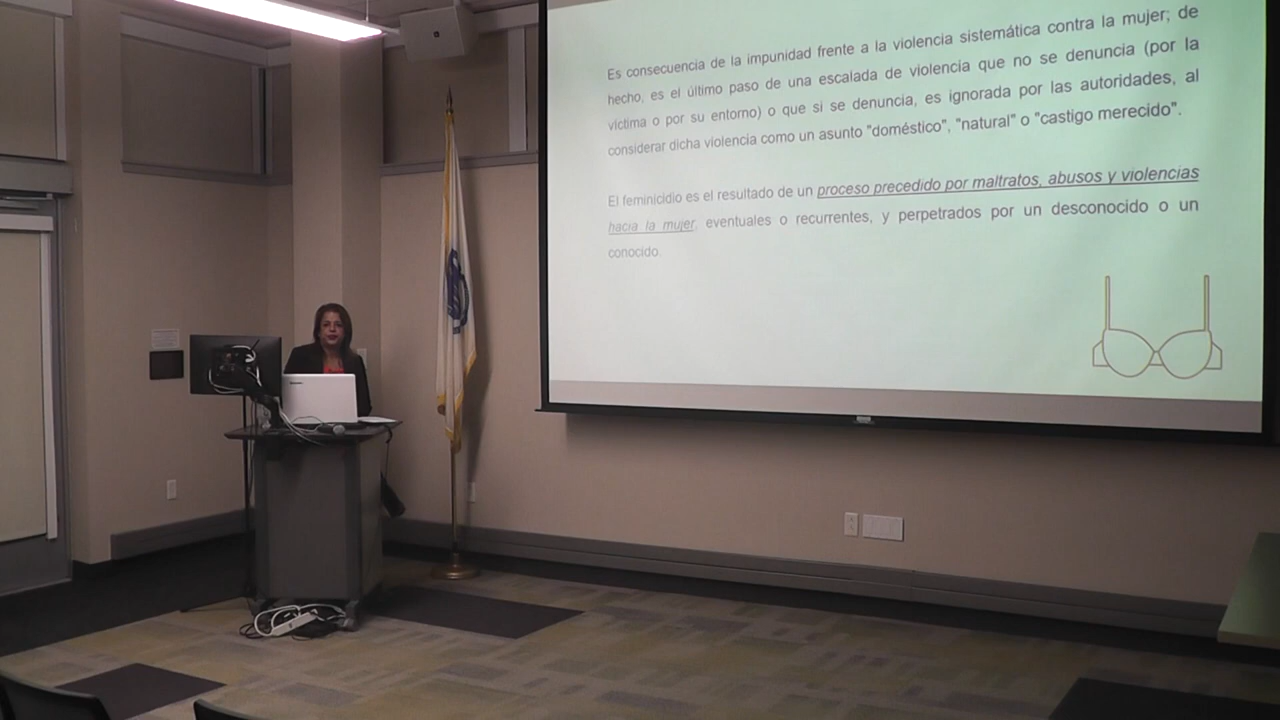 Es consecuencia de la impunidad frente a la violencia sistemática contra la mujer; de
hecho, es el último paso de una escalada de violencia que no se denuncia (por la
víctima o por su entorno) o que si se denuncia, es ignorada por las autoridades, al
considerar dicha violencia como un asunto "doméstico", "natural" o "castigo merecido".
El feminicidio es el resultado de un proceso precedido por maltratos, abusos y violencias
hacia la mujer, eventuales o recurrentes, y perpetrados por un desconocido o un
conocido.